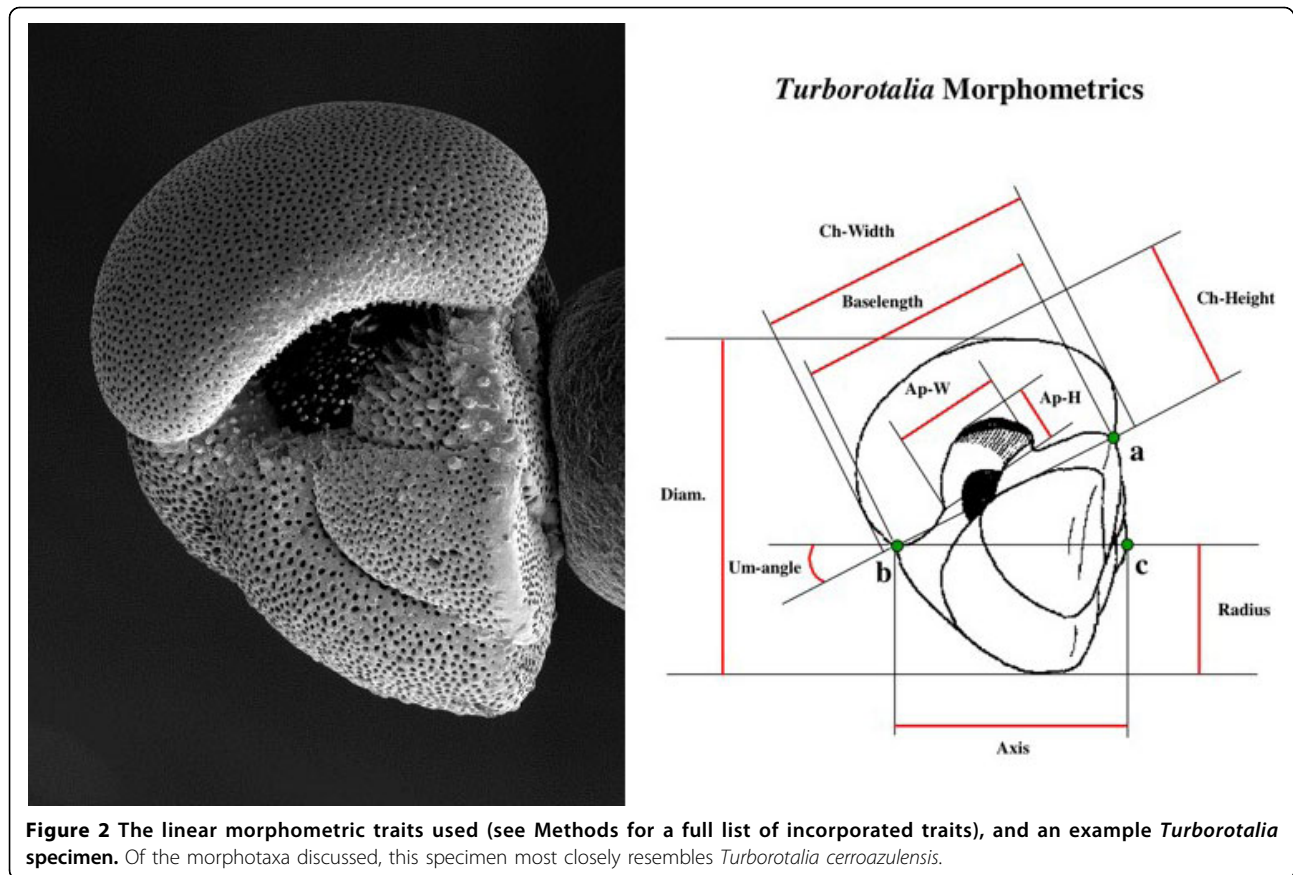 Turborotalia Morphometrics
Ch-Width
Baselength
Ch-Height
Ap-W
Ap-H
a
Diam.
Um-angle
b
c
Radius
Axis
Figure 2 The linear morphometric traits used (see Methods for a full list of incorporated traits), and an example Turborotalia
specimen. Of the morphotaxa discussed, this specimen most closely resembles Turborotalia cerroazulensis.